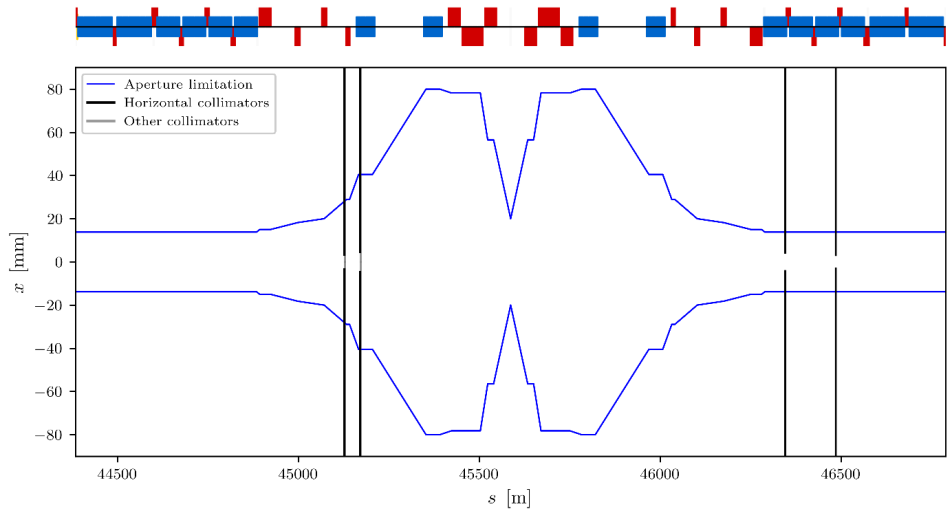 Aperture limitation
Horizontal collimators
Other collimators
80
60
40
20
0
−20
−40
−60
−80
x [mm]
44500 45000 45500 46000 46500
s [m]